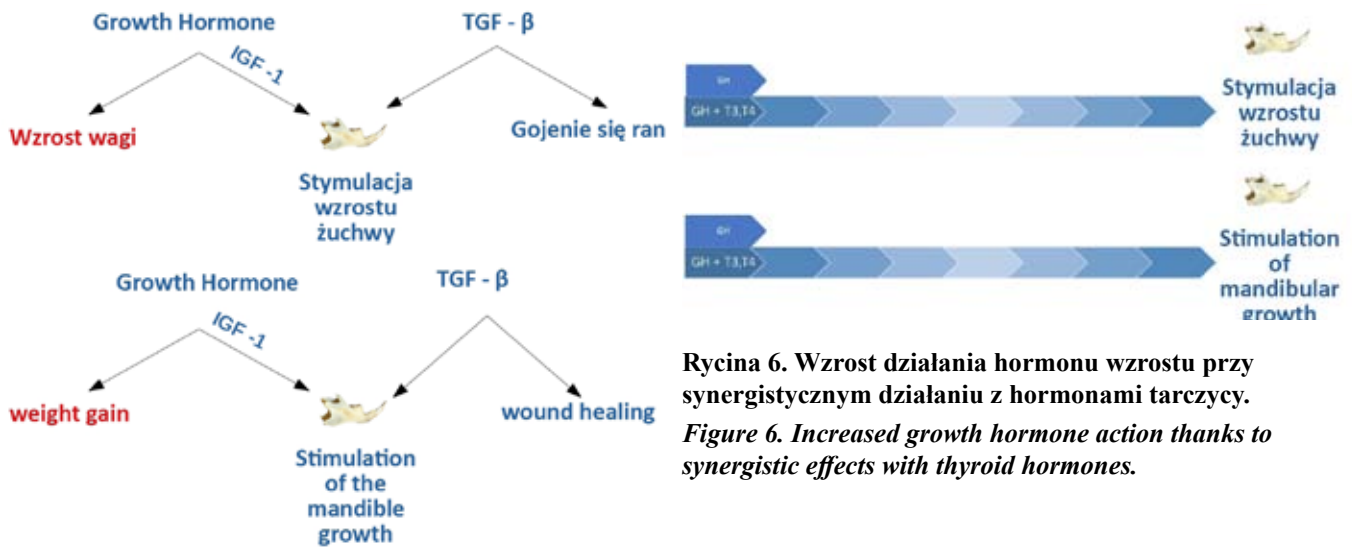 Growth Hormone
TGF - β
IGF -1
Wzrost wagi
Gojenie się ran
Stymulacja
wzrostu
żuchwy
Growth Hormone
TGF - β
IGF -1
weight gain
wound healing
Stimulation
of the
mandible
growth
GH
GH + T3,T4
Stymulacja
wzrostu
żuchwy
GH
GH + T3,T4
Stimulation
of
mandibular
growth
Rycina 6. Wzrost działania hormonu wzrostu przy
synergistycznym działaniu z hormonami tarczycy.
Figure 6. Increased growth hormone action thanks to
synergistic effects with thyroid hormones.